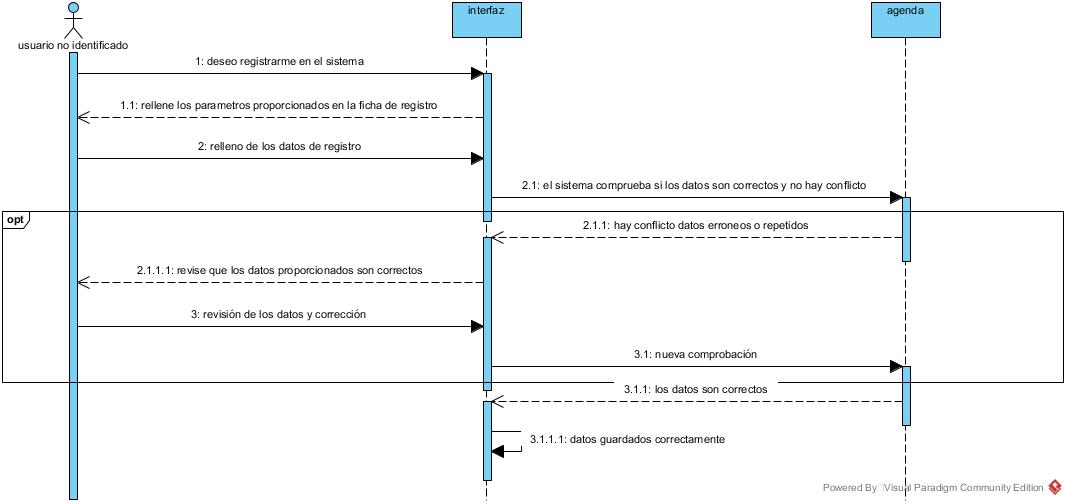 interfaz
agenda
usuario no identificado
1: deseo registrarme en el sistema
1.1: rellene los parametros proporcionados en la ficha de registro
2: relleno de los datos de registro
2.1: el sistema comprueba si los datos son correctos y no hay conflicto
opt
2.1.1: hay conflicto datos erroneos o repetidos
2.1.1.1: revise que los datos proporcionados son correctos
3: revisión de los datos y corrección
3.1: nueva comprobación
3.1.1: los datos son correctos
3.1.1.1: datos guardados correctamente
Powered By Visual Paradigm Community Edition